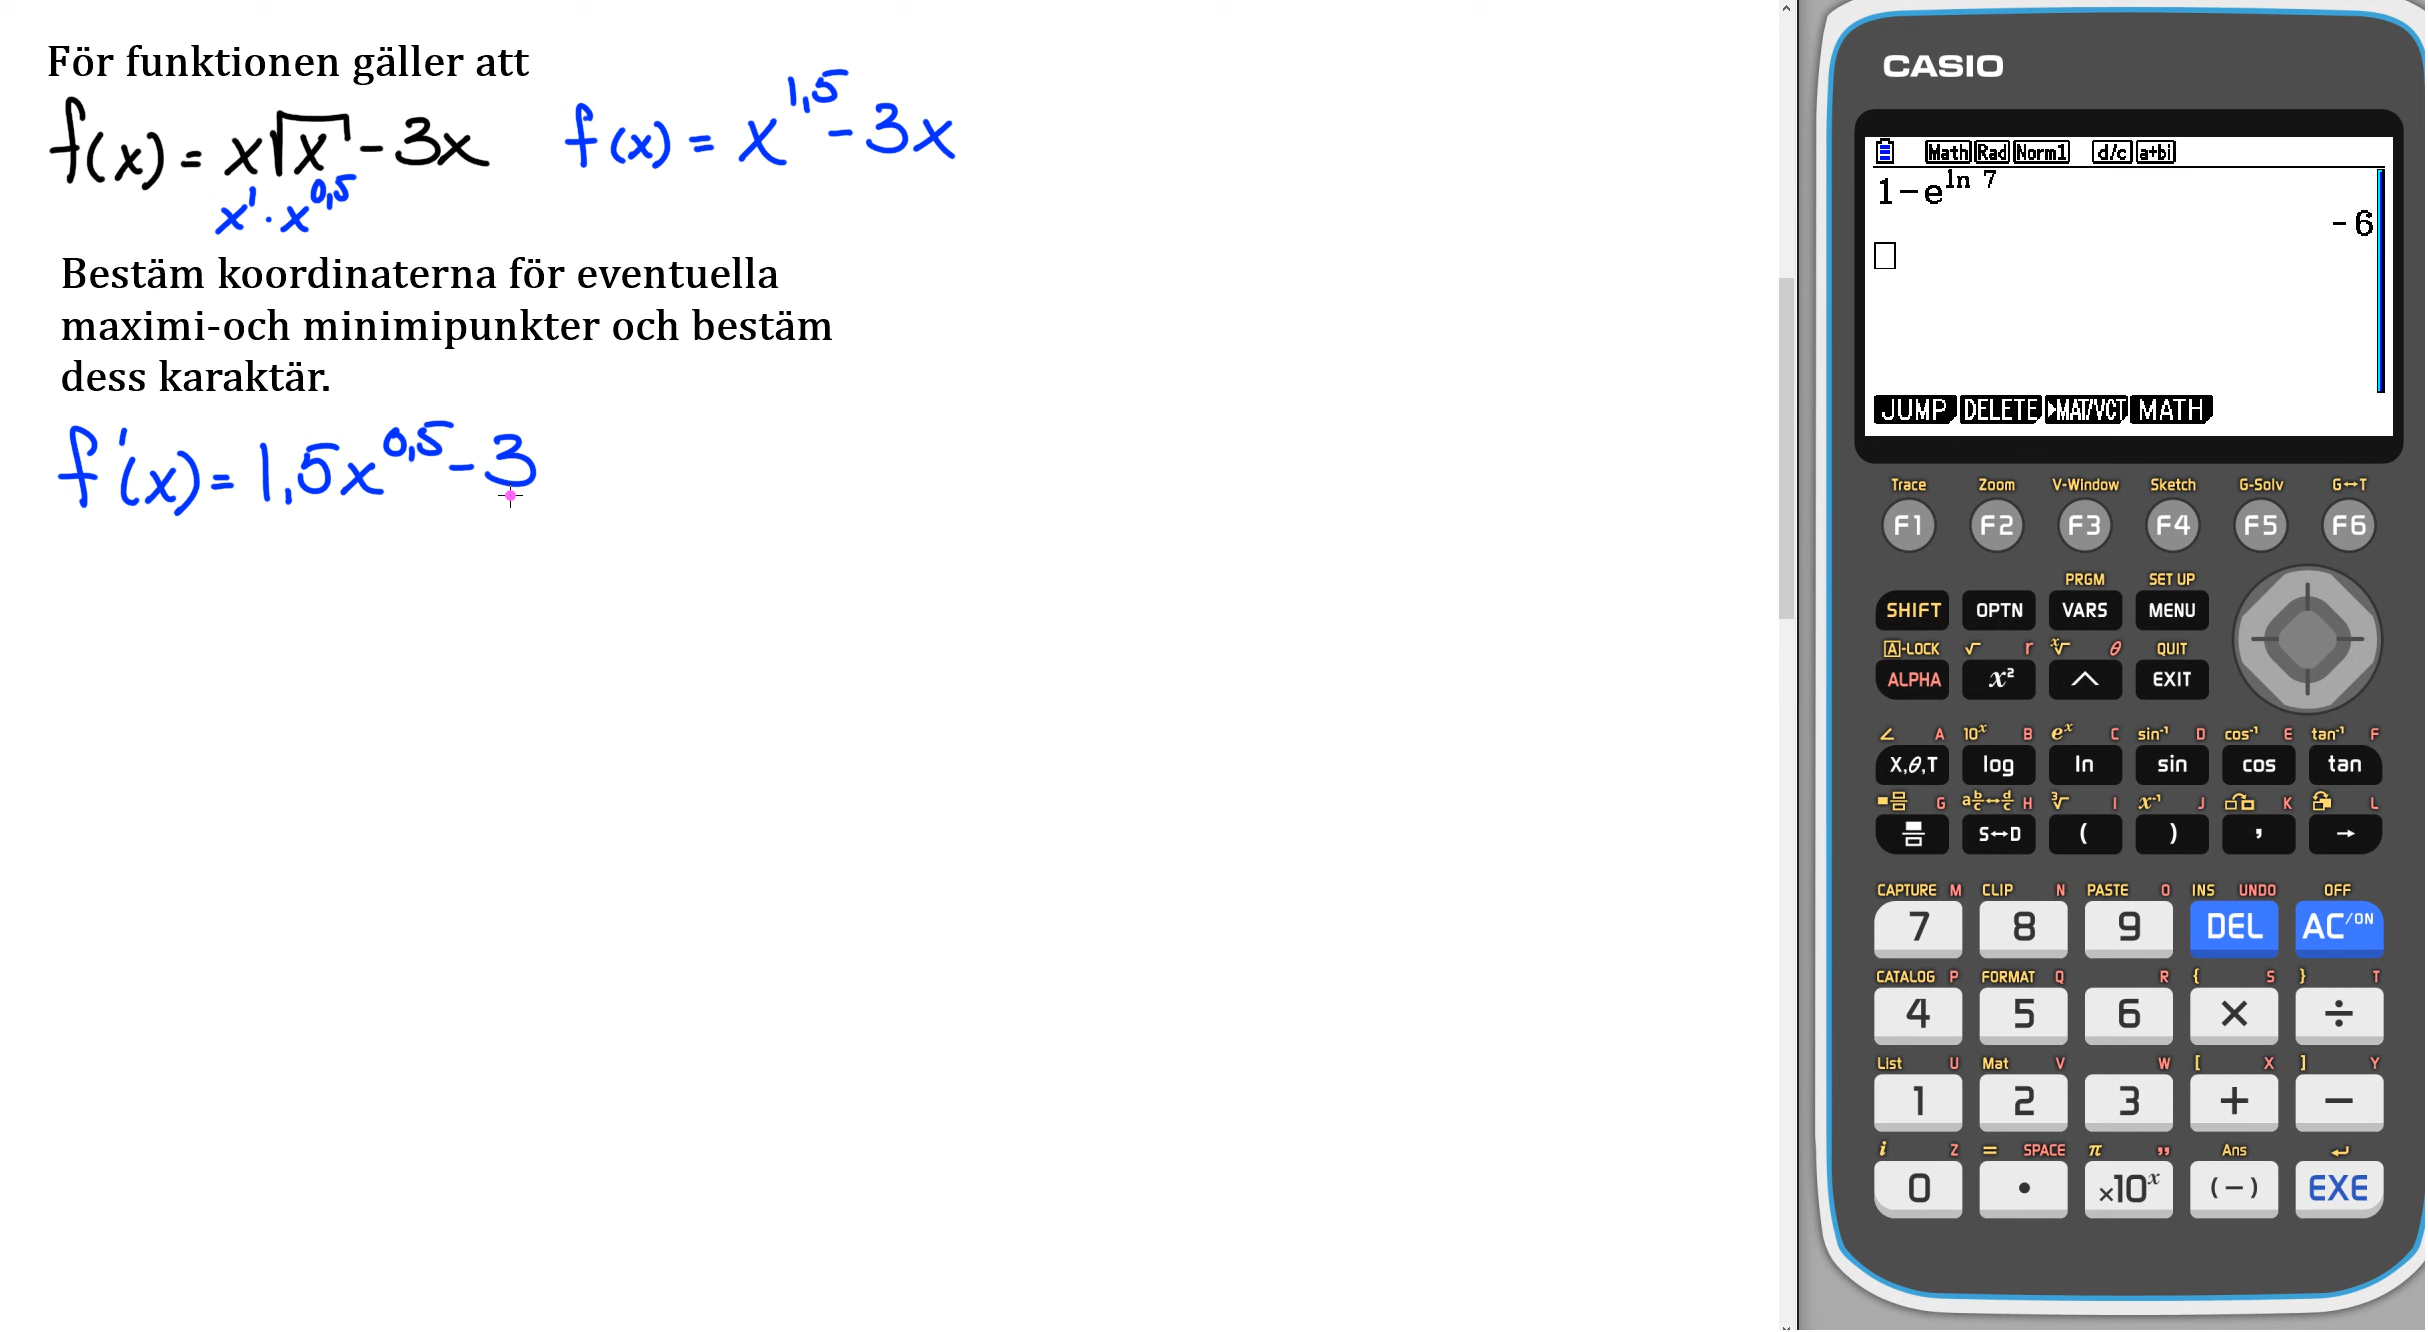 För funktionen gäller att
f(x) = x√x - 3x
f(x) = x^1,5 - 3x
x^1 · x^0,5
Bestäm koordinaterna för eventuella
maximi-och minimipunkter och bestäm
dess karaktär.
f'(x) = 1,5x^0,5 - 3
CASIO
Math Rad Norm1 d/c a+bi
1-e^ln 7
-6
JUMP DELETE ▶MAT/VCT MATH
Trace Zoom V-Window Sketch G-Solv G↔T
F1 F2 F3 F4 F5 F6
PRGM SET UP
SHIFT OPTN VARS MENU
A-LOCK √ r ˣ√ θ QUIT
ALPHA x² ^ EXIT
∠ A 10ˣ B eˣ C sin⁻¹ D cos⁻¹ E tan⁻¹ F
X,θ,T log ln sin cos tan
G a b/c↔d/c H ³√ I x⁻¹ J K L
S↔D ( ) , →
CAPTURE M CLIP N PASTE O INS UNDO OFF
7 8 9 DEL AC/ON
CATALOG P FORMAT Q R { S } T
4 5 6 × ÷
List U Mat V W [ X ] Y
1 2 3 + −
i Z = SPACE π " Ans ↵
0 • ×10ˣ (−) EXE